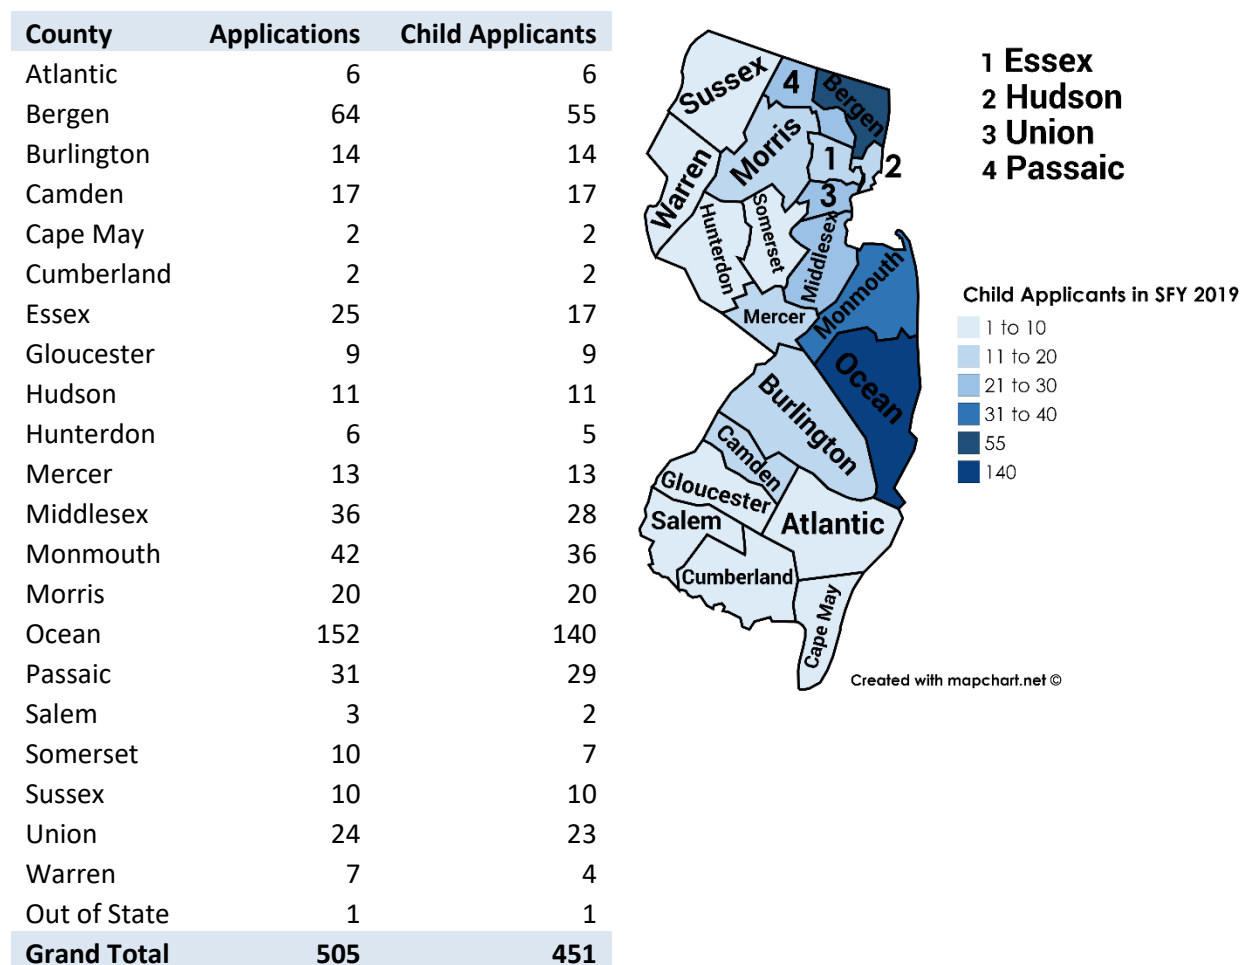 County Applications Child Applicants
Atlantic 6 6
Bergen 64 55
Burlington 14 14
Camden 17 17
Cape May 2 2
Cumberland 2 2
Essex 25 17
Gloucester 9 9
Hudson 11 11
Hunterdon 6 5
Mercer 13 13
Middlesex 36 28
Monmouth 42 36
Morris 20 20
Ocean 152 140
Passaic 31 29
Salem 3 2
Somerset 10 7
Sussex 10 10
Union 24 23
Warren 7 4
Out of State 1 1
Grand Total 505 451
Sussex
4
Bergen
Morris
1
2
Warren
3
Hunterdon
Somerset
Middlesex
Monmouth
Mercer
Ocean
Burlington
Camden
Gloucester
Salem
Atlantic
Cumberland
Cape May
1 Essex
2 Hudson
3 Union
4 Passaic
Child Applicants in SFY 2019
1 to 10
11 to 20
21 to 30
31 to 40
55
140
Created with mapchart.net ©